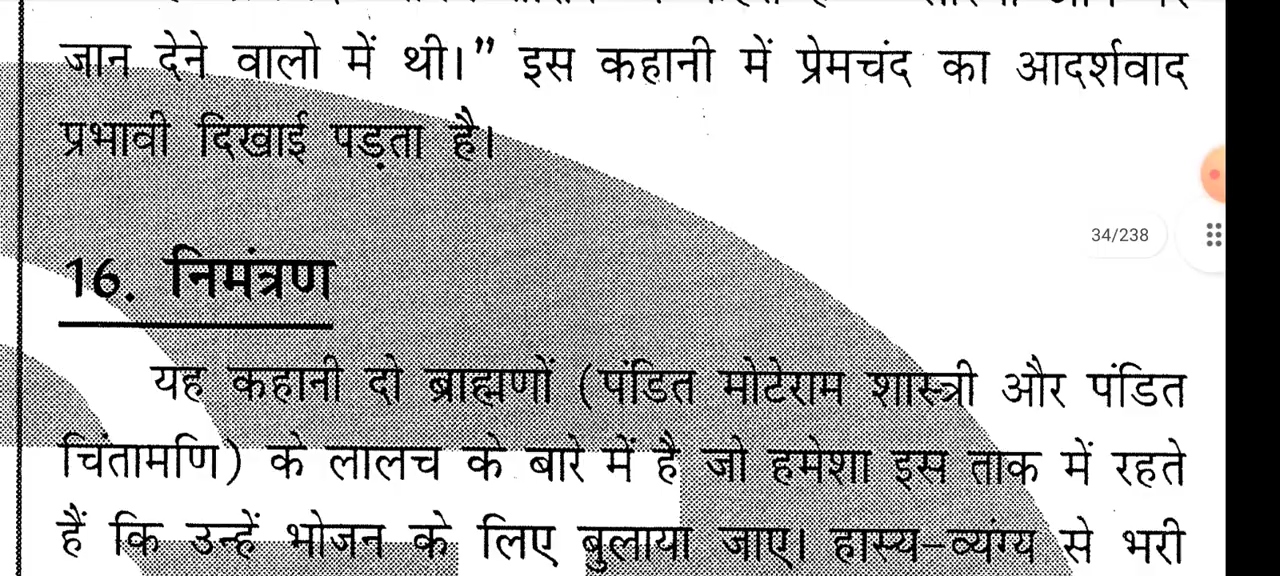 जान देने वालो में थी।” इस कहानी में प्रेमचंद का आदर्शवाद
प्रभावी दिखाई पड़ता है।
34/238
16. निमंत्रण
यह कहानी दो ब्राह्मणों (पंडित मोटेराम शास्त्री और पंडित
चिंतामणि) के लालच के बारे में है जो हमेशा इस ताक में रहते
हैं कि उन्हें भोजन के लिए बुलाया जाए। हास्य-व्यंग्य से भरी